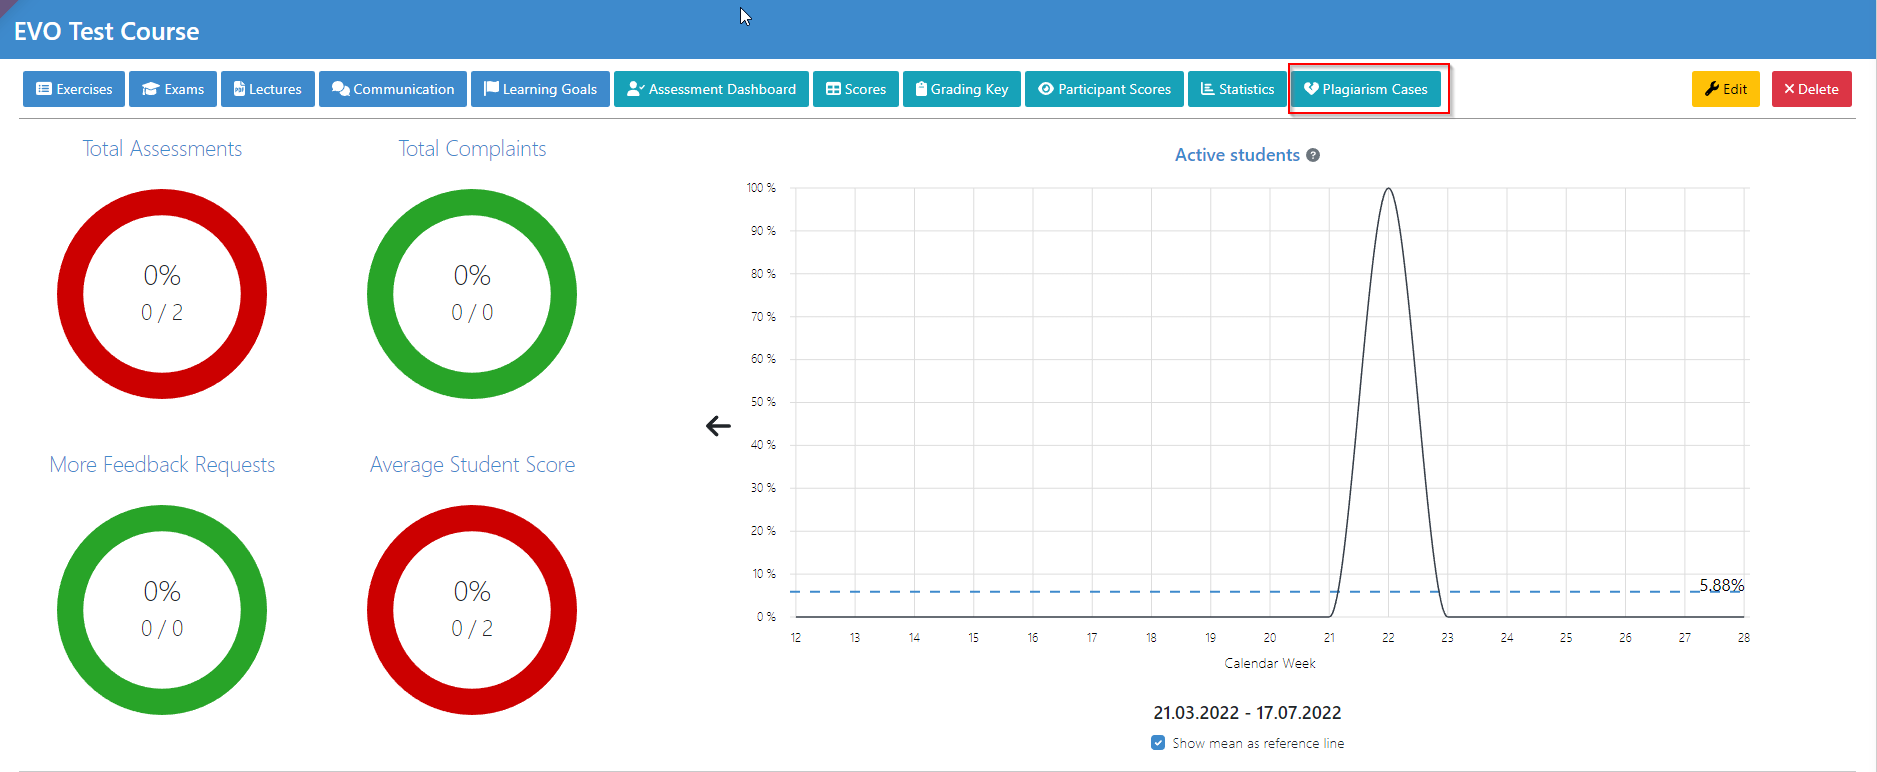 EVO Test Course
Exercises Exams Lectures Communication Learning Goals Assessment Dashboard Scores Grading Key Participant Scores Statistics Plagiarism Cases Edit Delete
Total Assessments
0%
0 / 2
Total Complaints
0%
0 / 0
More Feedback Requests
0%
0 / 0
Average Student Score
0%
0 / 2
Active students
100 %
90 %
80 %
70 %
60 %
50 %
40 %
30 %
20 %
10 %
0 %
5.88%
12 13 14 15 16 17 18 19 20 21 22 23 24 25 26 27 28
Calendar Week
21.03.2022 - 17.07.2022
Show mean as reference line